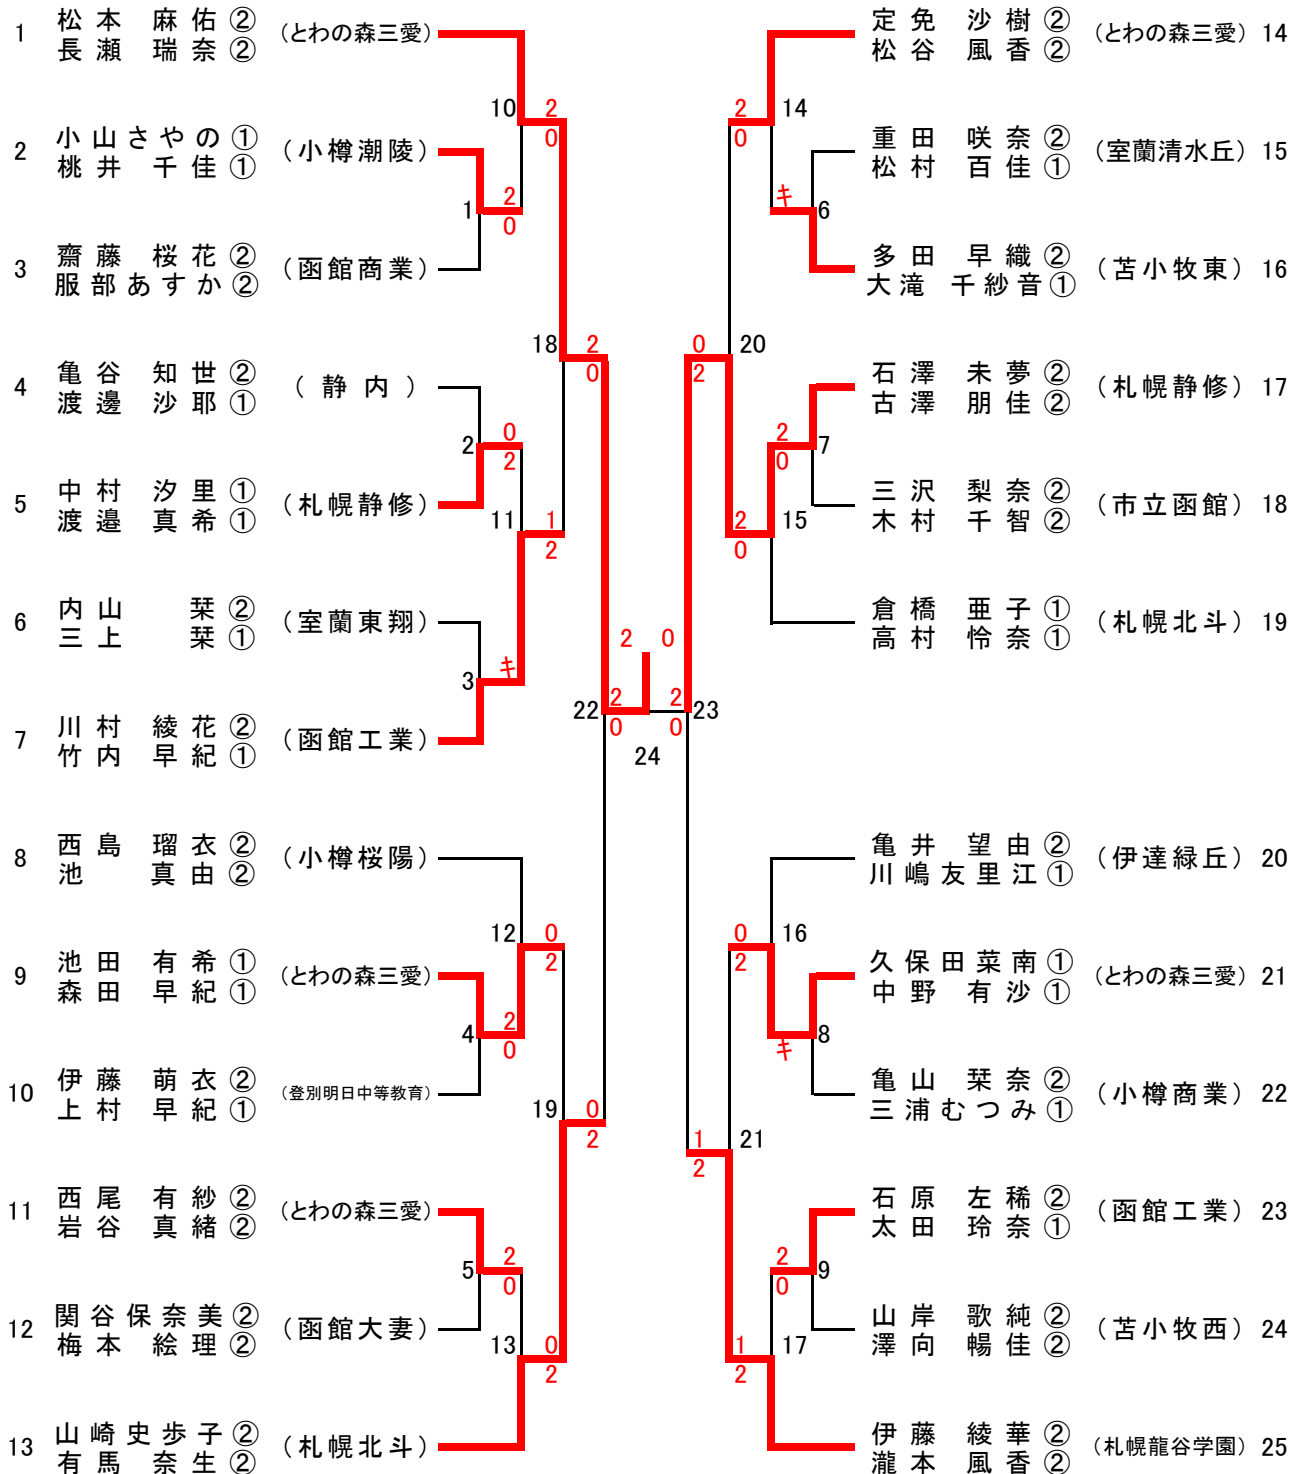 1 松本 麻佑② (とわの森三愛)
長瀬 瑞奈②
2 小山さやの① (小樽潮陵)
桃井 千佳①
3 齋藤 桜花② (函館商業)
服部あすか②
4 亀谷 知世② (静内)
渡邊 沙耶①
5 中村 汐里① (札幌静修)
渡邉 真希①
6 内山 栞② (室蘭東翔)
三上 栞①
7 川村 綾花② (函館工業)
竹内 早紀①
8 西島 瑠衣② (小樽桜陽)
池 真由②
9 池田 有希① (とわの森三愛)
森田 早紀①
10 伊藤 萌衣② (登別明日中等教育)
上村 早紀①
11 西尾 有紗② (とわの森三愛)
岩谷 真緒②
12 関谷保奈美② (函館大妻)
梅本 絵理②
13 山崎史歩子② (札幌北斗)
有馬 奈生②
10 2
0
1 2
0
18 2
0
2 0
2
11 1
2
3 キ
22 2
0
2 0
24
2 23
0
12 0
2
4 2
0
19 0
2
5 2
0
13 0
2
2 14
0
キ 6
0 20
2
2 7
0
2 15
0
0 16
2
キ 8
1 21
2
2 9
0
1 17
2
定免 沙樹② (とわの森三愛) 14
松谷 風香②
重田 咲奈② (室蘭清水丘) 15
松村 百佳①
多田 早織② (苫小牧東) 16
大滝 千紗音①
石澤 未夢② (札幌静修) 17
古澤 朋佳②
三沢 梨奈② (市立函館) 18
木村 千智②
倉橋 亜子① (札幌北斗) 19
高村 怜奈①
亀井 望由② (伊達緑丘) 20
川嶋友里江①
久保田菜南① (とわの森三愛) 21
中野 有沙①
亀山 栞奈② (小樽商業) 22
三浦むつみ①
石原 左稀② (函館工業) 23
太田 玲奈①
山岸 歌純② (苫小牧西) 24
澤向 暢佳②
伊藤 綾華② (札幌龍谷学園) 25
瀧本 風香②